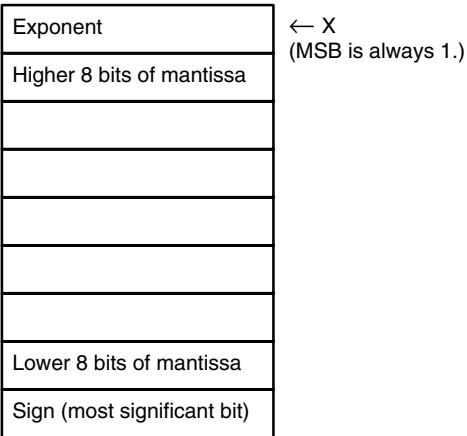 Exponent
← X
(MSB is always 1.)
Higher 8 bits of mantissa
Lower 8 bits of mantissa
Sign (most significant bit)